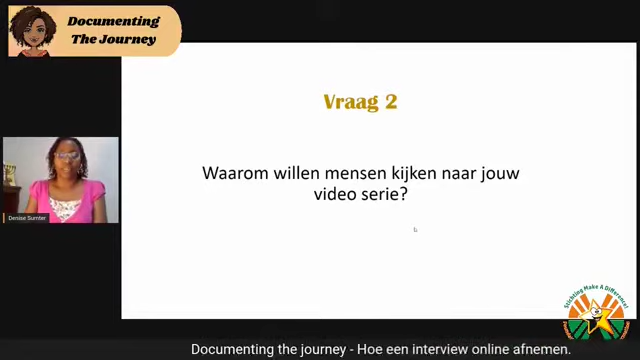 Documenting
The Journey
Vraag 2
Waarom willen mensen kijken naar jouw
video serie?
Denise Sumter
Stichting Make A Difference!
Documenting the journey - Hoe een interview online afnemen.